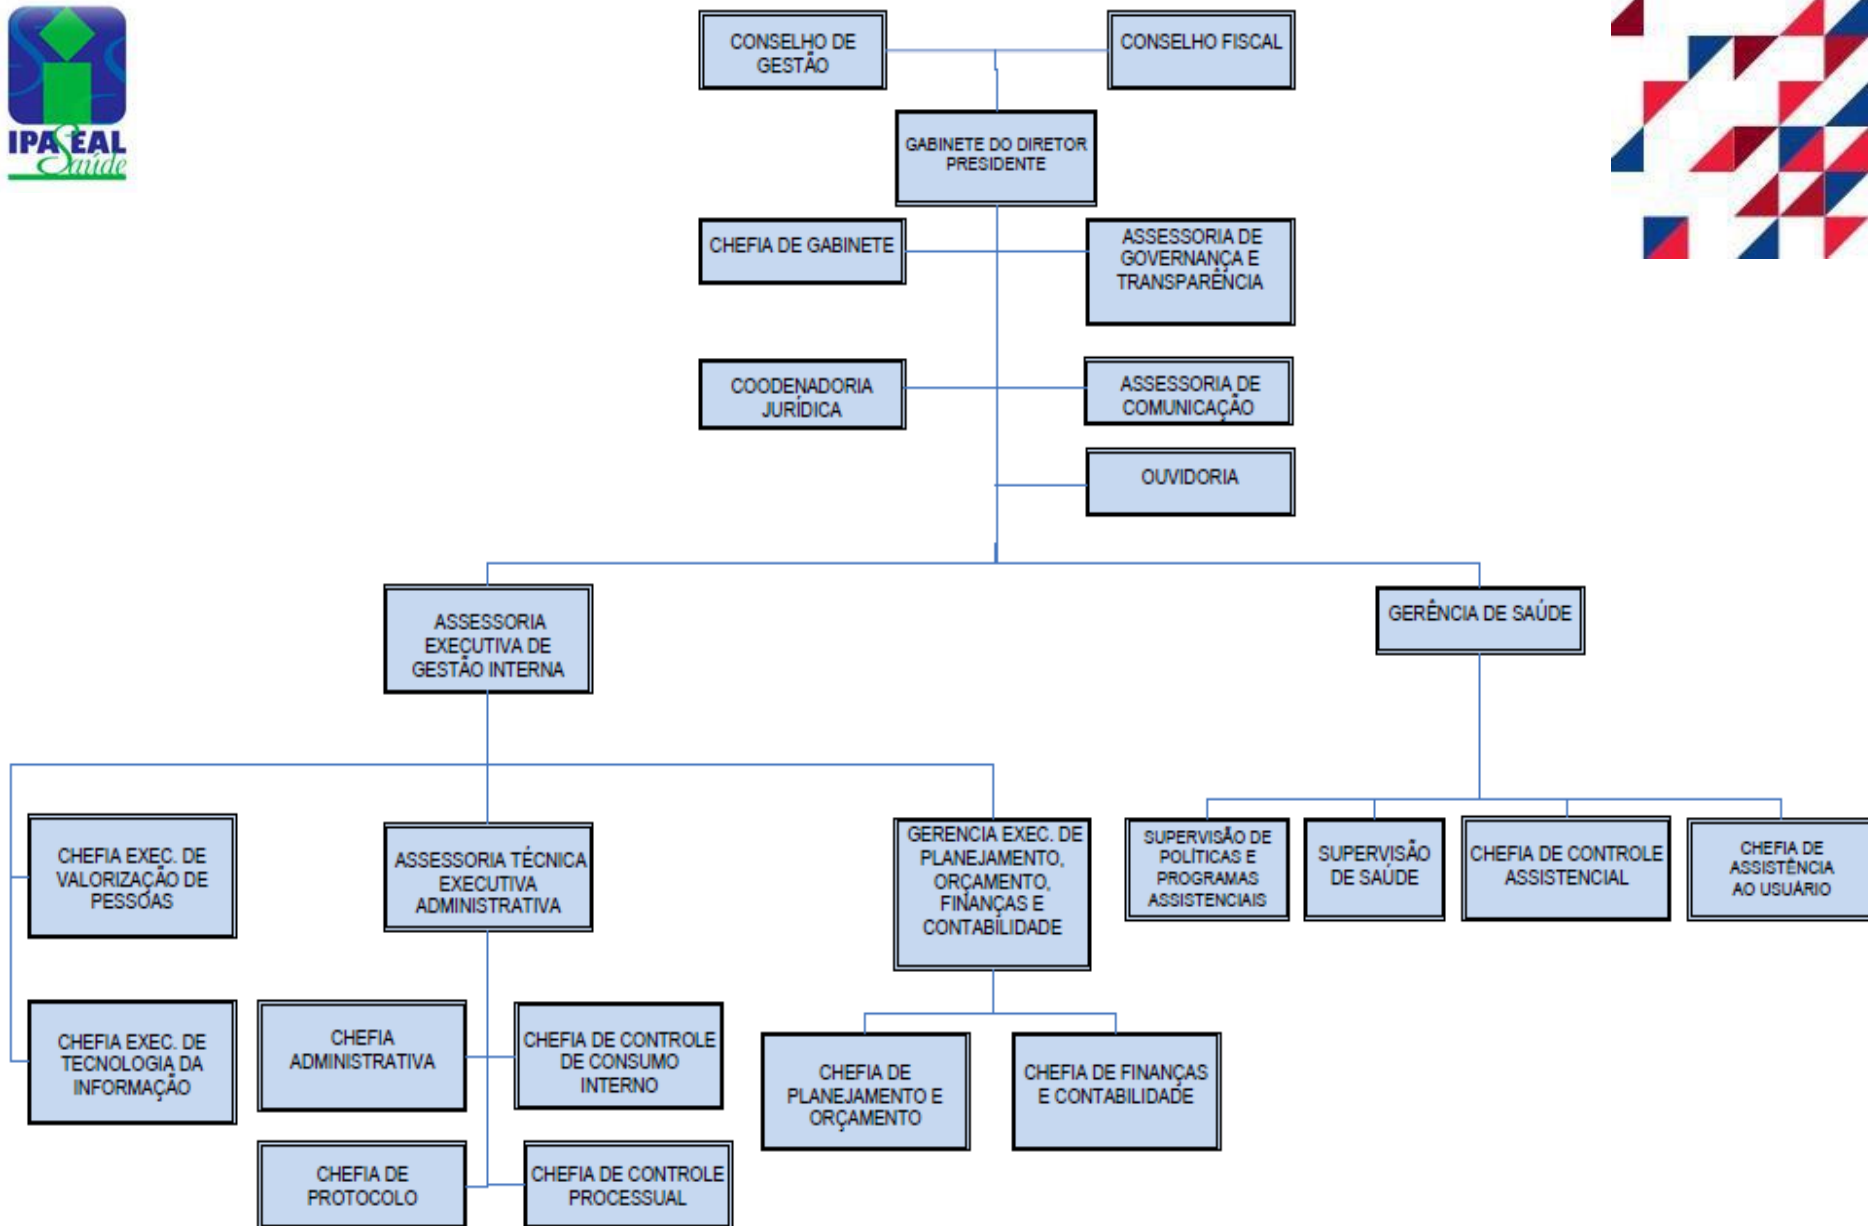 IPASEAL
Saúde
CONSELHO DE
GESTÃO
CONSELHO FISCAL
GABINETE DO DIRETOR
PRESIDENTE
CHEFIA DE GABINETE
ASSESSORIA DE
GOVERNANÇA E
TRANSPARÊNCIA
COODENADORIA
JURÍDICA
ASSESSORIA DE
COMUNICAÇÃO
OUVIDORIA
ASSESSORIA
EXECUTIVA DE
GESTÃO INTERNA
GERÊNCIA DE SAÚDE
CHEFIA EXEC. DE
VALORIZAÇÃO DE
PESSOAS
ASSESSORIA TÉCNICA
EXECUTIVA
ADMINISTRATIVA
GERENCIA EXEC. DE
PLANEJAMENTO,
ORÇAMENTO,
FINANÇAS E
CONTABILIDADE
SUPERVISÃO DE
POLÍTICAS E
PROGRAMAS
ASSISTENCIAIS
SUPERVISÃO
DE SAÚDE
CHEFIA DE CONTROLE
ASSISTENCIAL
CHEFIA DE
ASSISTÊNCIA
AO USUÁRIO
CHEFIA EXEC. DE
TECNOLOGIA DA
INFORMAÇÃO
CHEFIA
ADMINISTRATIVA
CHEFIA DE CONTROLE
DE CONSUMO
INTERNO
CHEFIA DE
PLANEJAMENTO E
ORÇAMENTO
CHEFIA DE FINANÇAS
E CONTABILIDADE
CHEFIA DE
PROTOCOLO
CHEFIA DE CONTROLE
PROCESSUAL